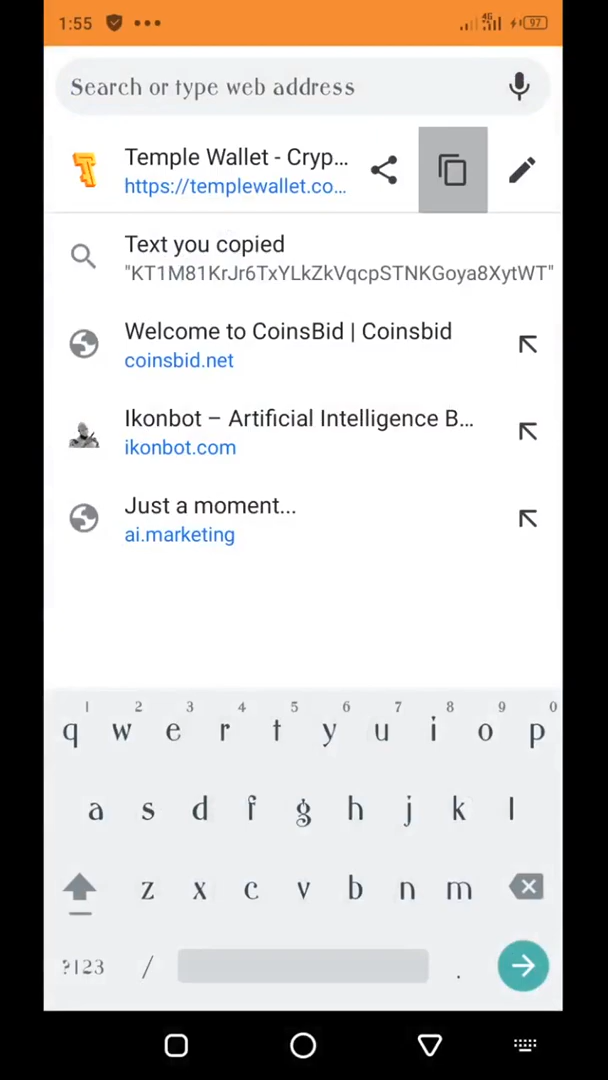 1:55
4G
97
Search or type web address
Temple Wallet - Cryp...
https://templewallet.co...
Text you copied
"KT1M81KrJr6TxYLkZkVqcpSTNKGoya8XytWT"
Welcome to CoinsBid | Coinsbid
coinsbid.net
Ikonbot – Artificial Intelligence B...
ikonbot.com
Just a moment...
ai.marketing
1 2 3 4 5 6 7 8 9 0
q w e r t y u i o p
a s d f g h j k l
z x c v b n m
?123 / .